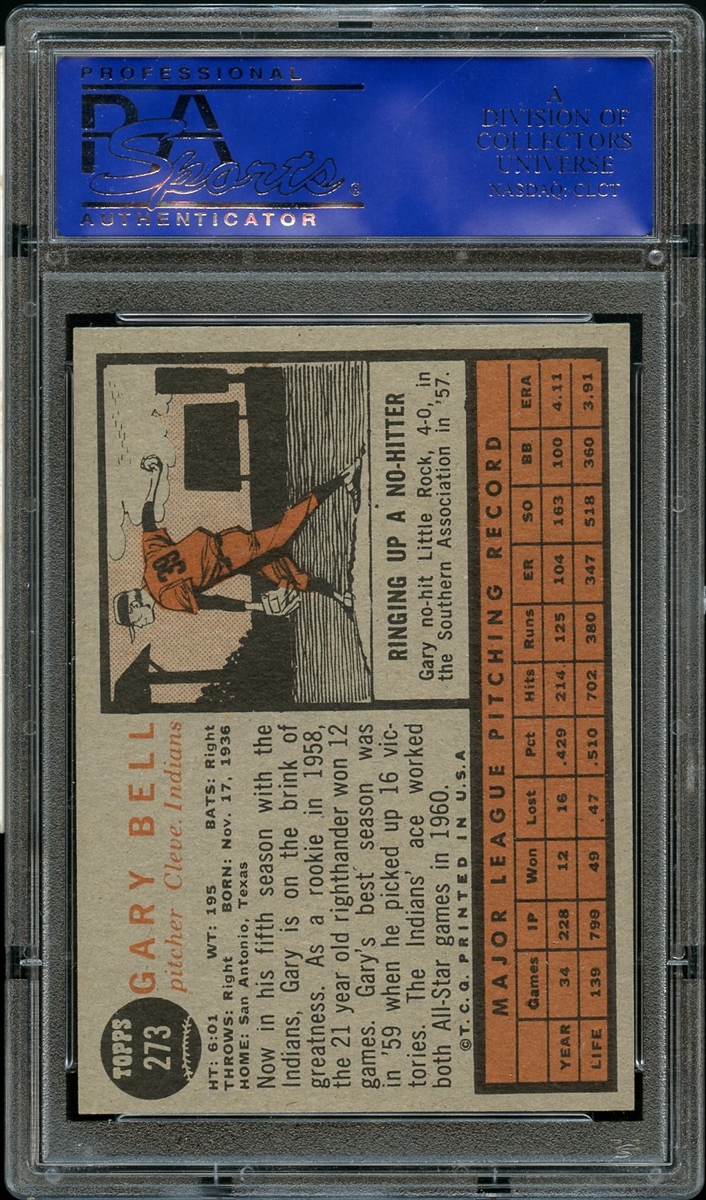 PROFESSIONAL
PSA
Sports®
AUTHENTICATOR
A
DIVISION OF
COLLECTORS
UNIVERSE
NASDAQ: CLCT
TOPPS
273
GARY BELL
pitcher Cleve. Indians
HT: 6:01 WT: 195 BATS: Right
THROWS: Right BORN: Nov. 17, 1936
HOME: San Antonio, Texas
Now in his fifth season with the
Indians, Gary is on the brink of
greatness. As a rookie in 1958,
the 21 year old righthander won 12
games. Gary's best season was
in '59 when he picked up 16 vic-
tories. The Indians' ace worked
both All-Star games in 1960.
©T.C.G. PRINTED IN U.S.A
39
RINGING UP A NO-HITTER
Gary no-hit Little Rock, 4-0, in
the Southern Association in '57.
MAJOR LEAGUE PITCHING RECORD
Games IP Won Lost Pct Hits Runs ER SO BB ERA
YEAR 34 228 12 16 .429 214 125 104 163 100 4.11
LIFE 139 799 49 47 .510 702 380 347 518 360 3.91